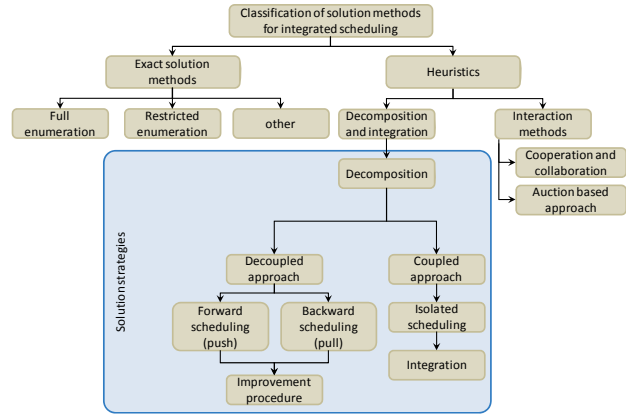 Classification of solution methods
for integrated scheduling
Exact solution
methods
Heuristics
Full
enumeration
Restricted
enumeration
other
Decomposition
and integration
Interaction
methods
Cooperation and
collaboration
Auction based
approach
Solution strategies
Decomposition
Decoupled
approach
Coupled
approach
Forward
scheduling
(push)
Backward
scheduling
(pull)
Isolated
scheduling
Integration
Improvement
procedure